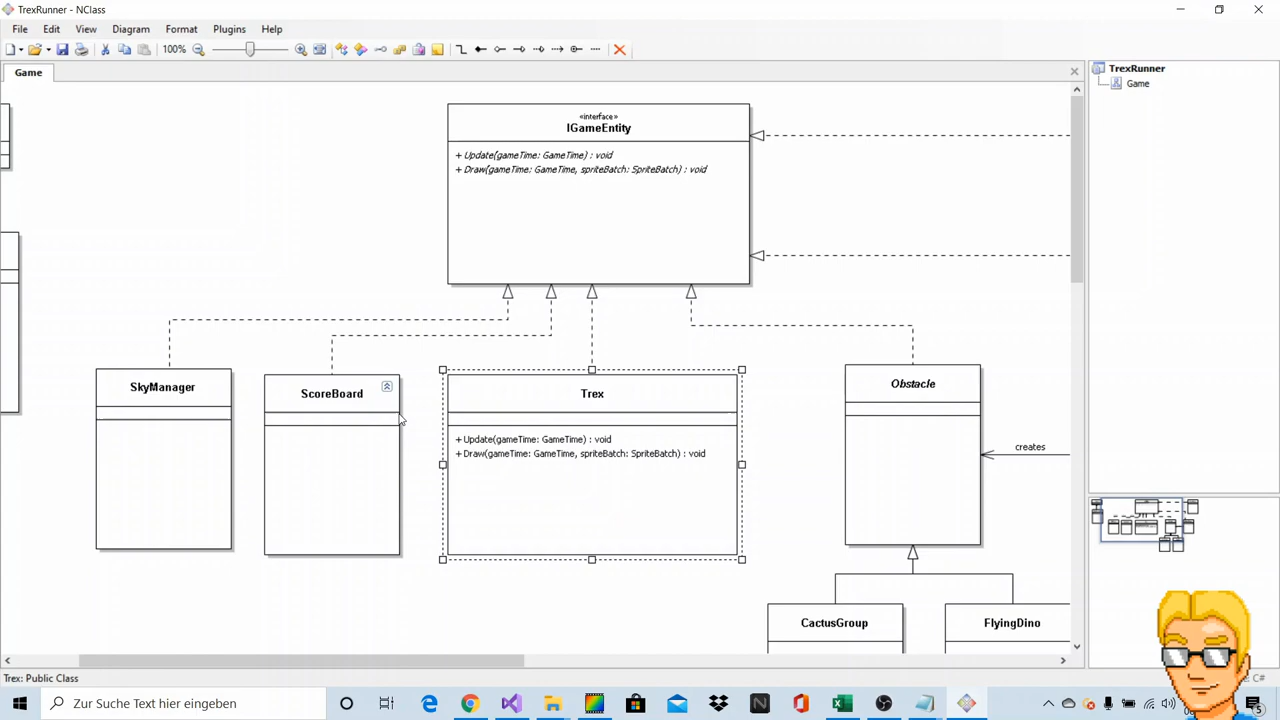 TrexRunner - NClass
File Edit View Diagram Format Plugins Help
100%
Game
TrexRunner
Game
«interface»
IGameEntity
+ Update(gameTime: GameTime) : void
+ Draw(gameTime: GameTime, spriteBatch: SpriteBatch) : void
SkyManager
ScoreBoard
Trex
Obstacle
+ Update(gameTime: GameTime) : void
+ Draw(gameTime: GameTime, spriteBatch: SpriteBatch) : void
creates
CactusGroup
FlyingDino
Trex: Public Class
C#
Zur Suche Text hier eingeben
5